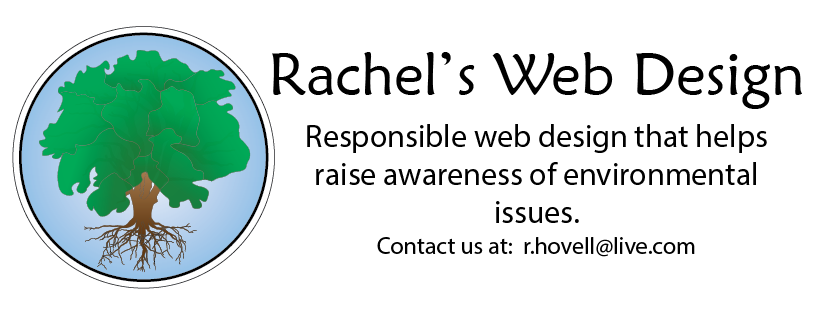 Rachel's Web Design
Responsible web design that helps
raise awareness of environmental
issues.
Contact us at:  r.hovell@live.com